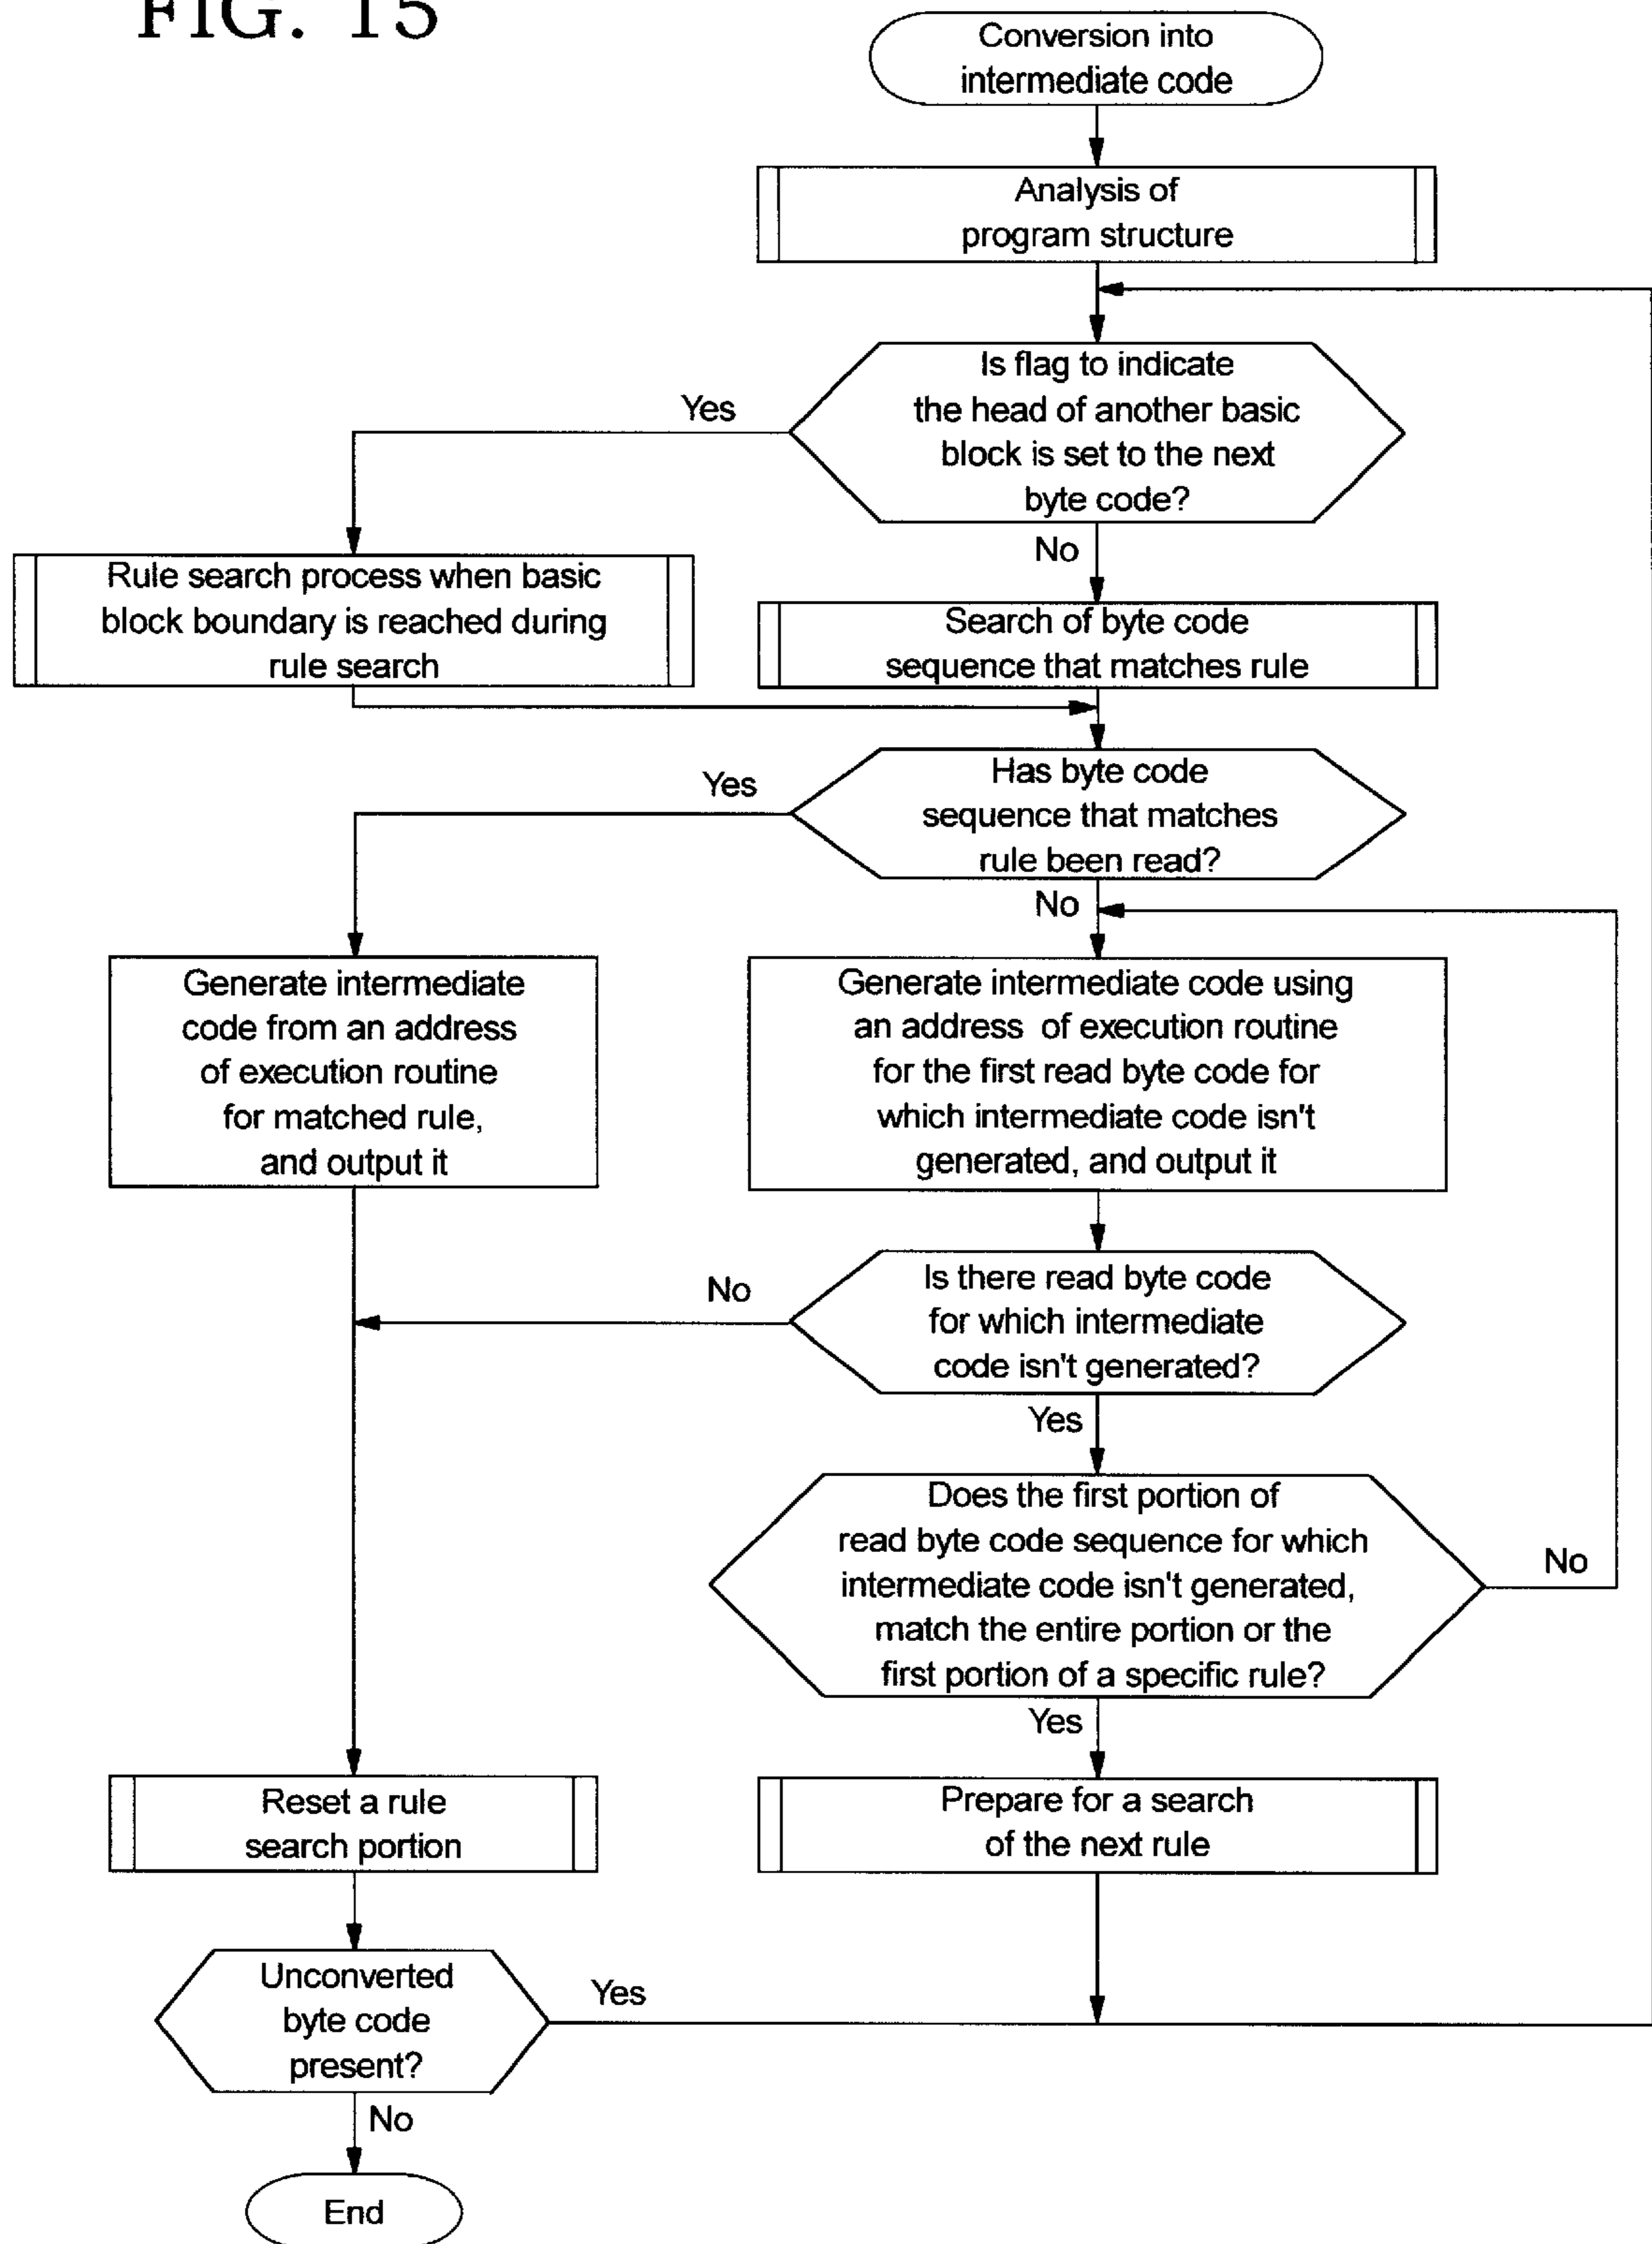 FIG. 15
Conversion into
intermediate code
Analysis of
program structure
Is flag to indicate
the head of another basic
block is set to the next
byte code?
Yes
No
Rule search process when basic
block boundary is reached during
rule search
Search of byte code
sequence that matches rule
Has byte code
sequence that matches
rule been read?
Yes
No
Generate intermediate
code from an address
of execution routine
for matched rule,
and output it
Generate intermediate code using
an address of execution routine
for the first read byte code for
which intermediate code isn't
generated, and output it
Is there read byte code
for which intermediate
code isn't generated?
No
Yes
Does the first portion of
read byte code sequence for which
intermediate code isn't generated,
match the entire portion or the
first portion of a specific rule?
No
Yes
Reset a rule
search portion
Prepare for a search
of the next rule
Unconverted
byte code
present?
Yes
No
End